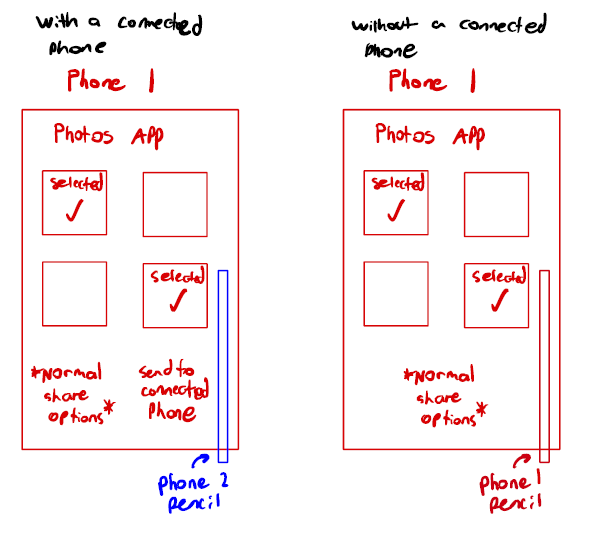 with a connected
phone
Phone 1
Photos App
selected
✓
selected
✓
*Normal
share
options*
send to
connected
Phone
phone 2
pencil
without a connected
phone
Phone 1
Photos App
selected
✓
selected
✓
*Normal
share
options*
phone 1
pencil